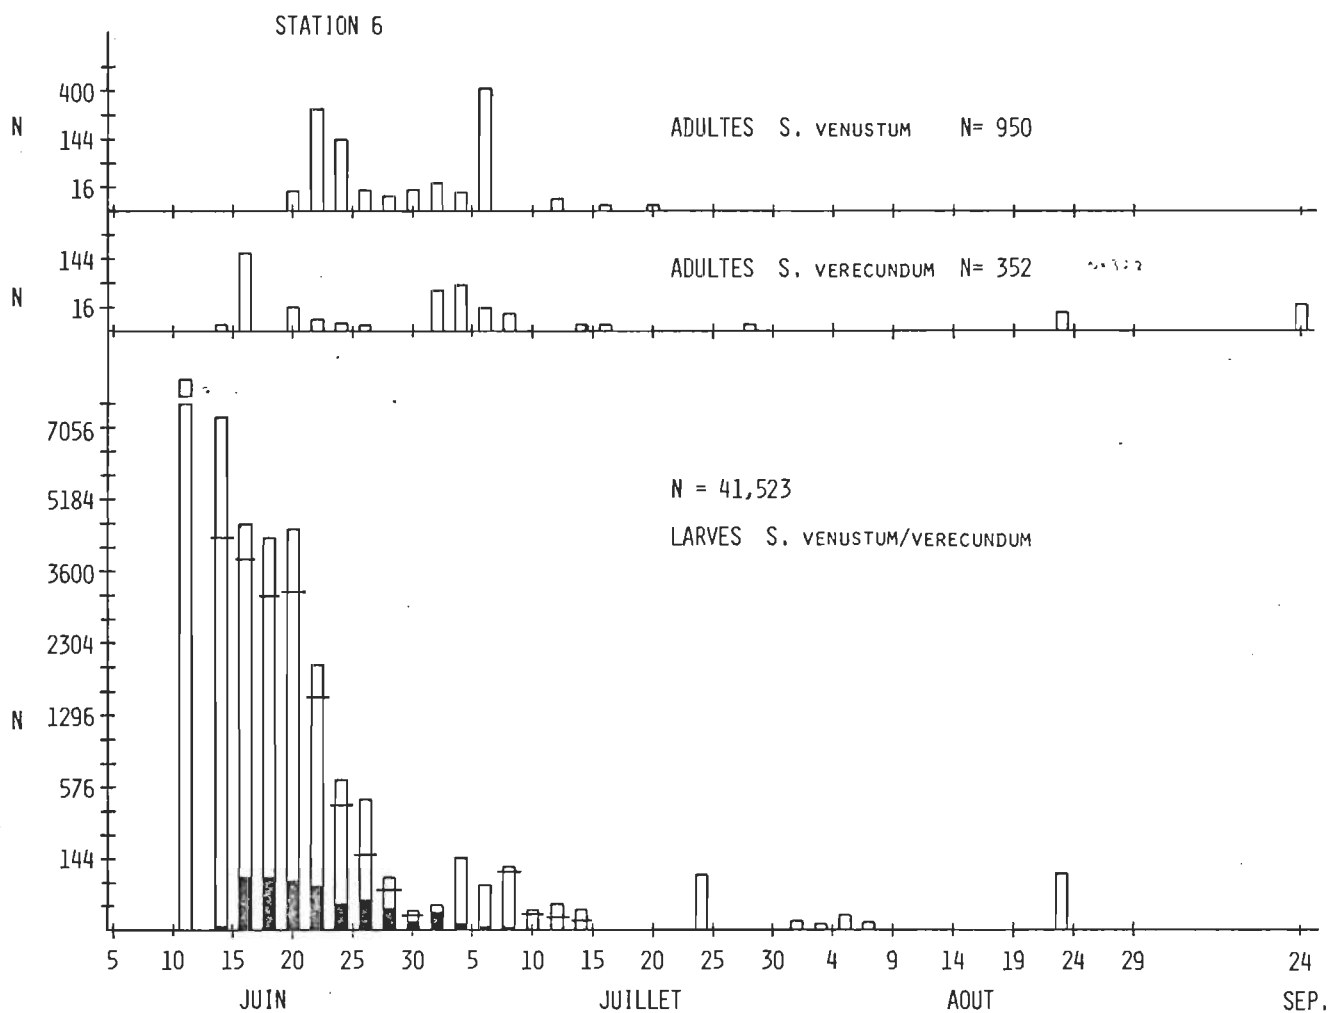 STATION 6
N
400
144
16
ADULTES S. VENUSTUM N= 950
N
144
16
ADULTES S. VERECUNDUM N= 352
N
7056
5184
3600
2304
1296
576
144
N = 41,523
LARVES S. VENUSTUM/VERECUNDUM
5 10 15 20 25 30 5 10 15 20 25 30 4 9 14 19 24 29 24
JUIN JUILLET AOUT SEP.